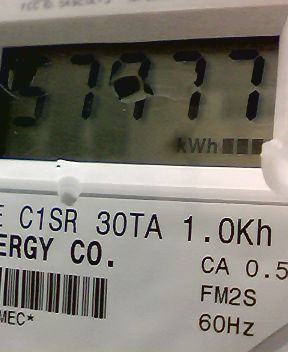 57977
kWh
E C1SR 30TA 1.0Kh
ERGY CO.
CA 0.5
FM2S
MEC*
60Hz